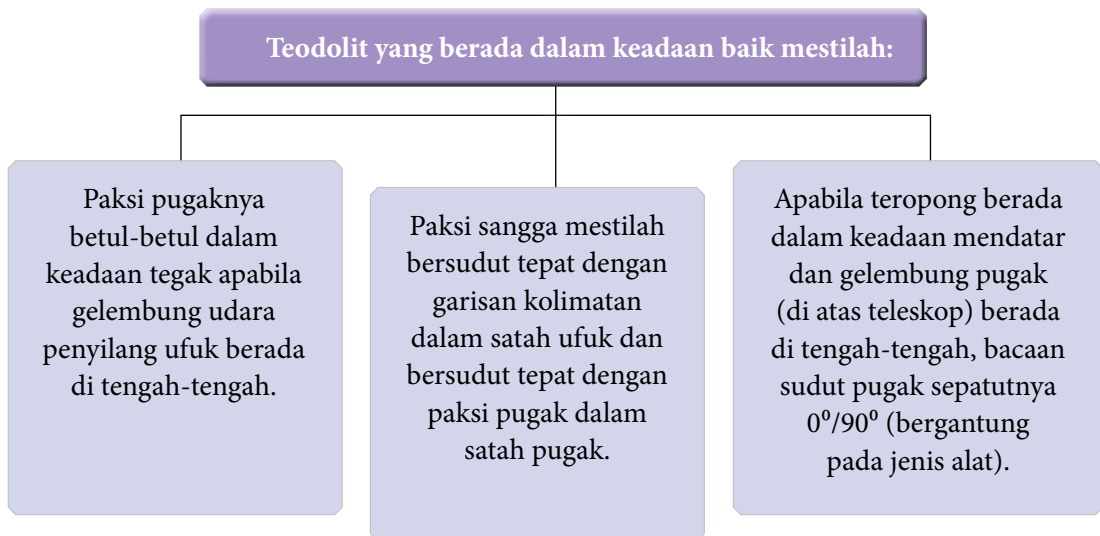 Teodolit yang berada dalam keadaan baik mestilah:
Paksi pugaknya
betul-betul dalam
keadaan tegak apabila
gelembung udara
penyilang ufuk berada
di tengah-tengah.
Paksi sangga mestilah
bersudut tepat dengan
garisan kolimatan
dalam satah ufuk dan
bersudut tepat dengan
paksi pugak dalam
satah pugak.
Apabila teropong berada
dalam keadaan mendatar
dan gelembung pugak
(di atas teleskop) berada
di tengah-tengah, bacaan
sudut pugak sepatutnya
0⁰/90⁰ (bergantung
pada jenis alat).